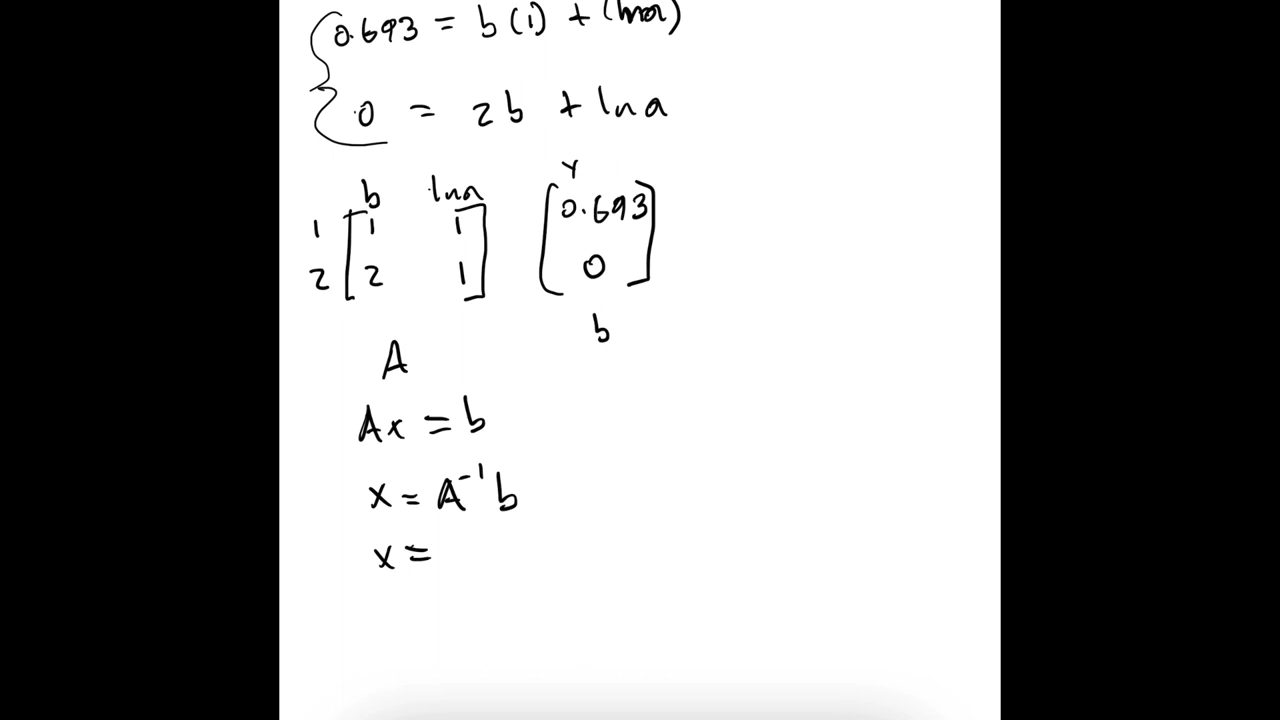 0.693 = b(1) + (lna)
0 = 2b + lna
b lna Y
1 [1 1] [0.693]
2 [2 1] [0]
b
A
Ax = b
x = A⁻¹b
x =